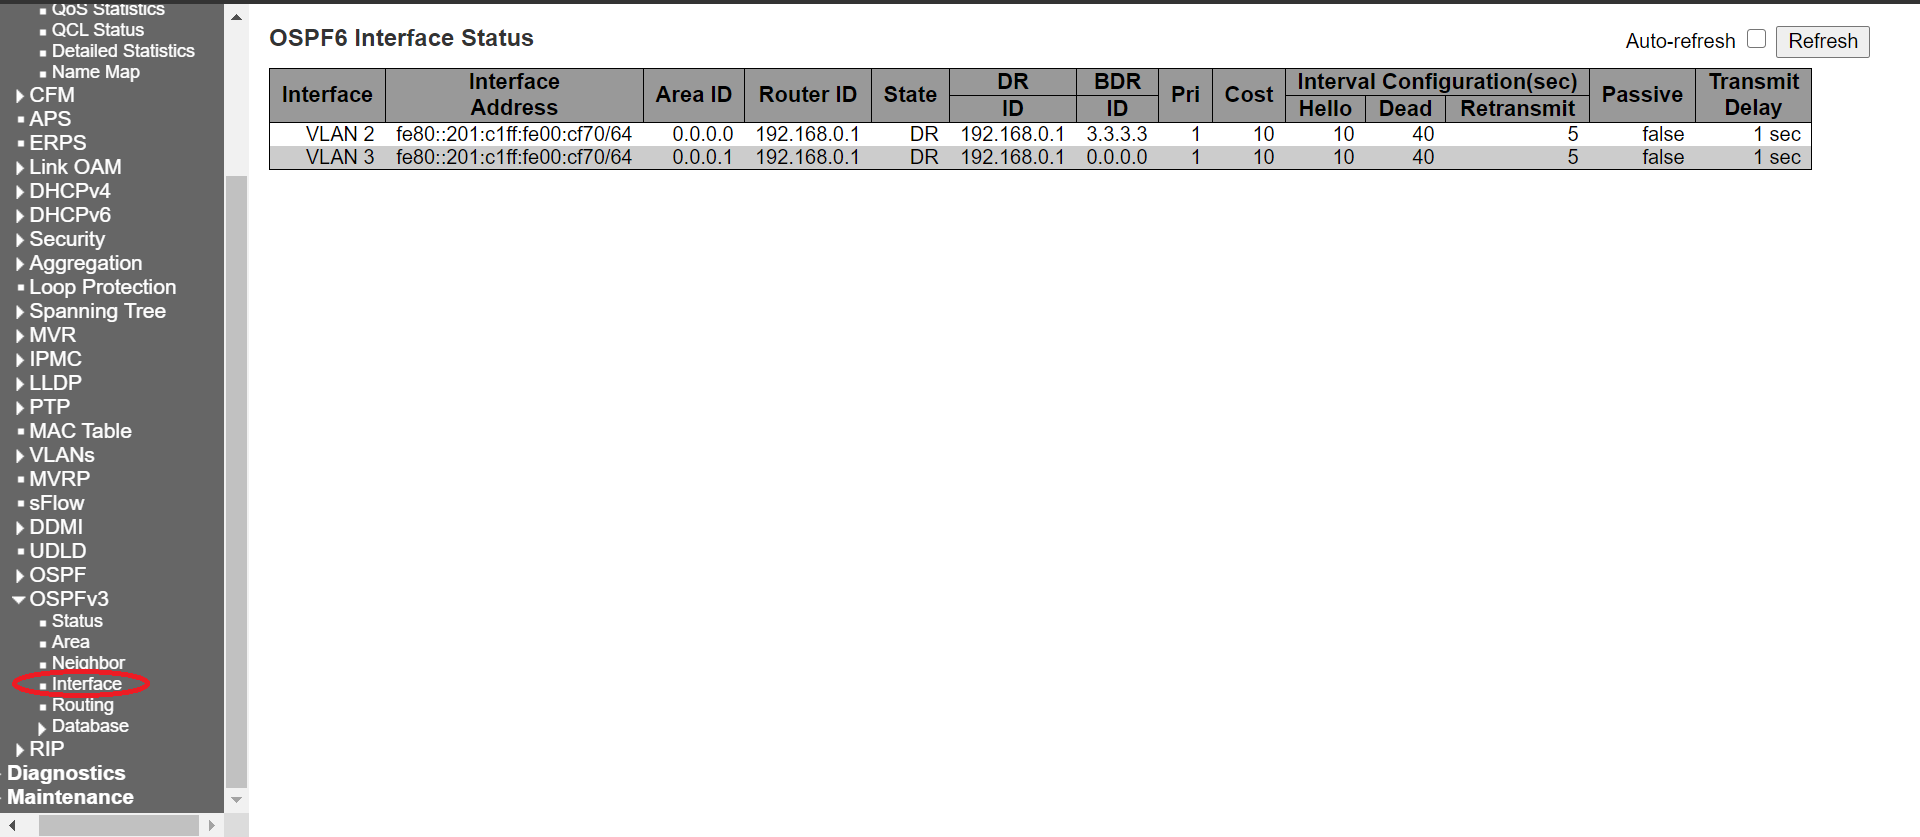 QoS Statistics
QCL Status
Detailed Statistics
Name Map
CFM
APS
ERPS
Link OAM
DHCPv4
DHCPv6
Security
Aggregation
Loop Protection
Spanning Tree
MVR
IPMC
LLDP
PTP
MAC Table
VLANs
MVRP
sFlow
DDMI
UDLD
OSPF
OSPFv3
Status
Area
Neighbor
Interface
Routing
Database
RIP
Diagnostics
Maintenance
OSPF6 Interface Status
Auto-refresh Refresh
Interface Interface Address Area ID Router ID State DR ID BDR ID Pri Cost Interval Configuration(sec) Hello Dead Retransmit Passive Transmit Delay
VLAN 2 fe80::201:c1ff:fe00:cf70/64 0.0.0.0 192.168.0.1 DR 192.168.0.1 3.3.3.3 1 10 10 40 5 false 1 sec
VLAN 3 fe80::201:c1ff:fe00:cf70/64 0.0.0.1 192.168.0.1 DR 192.168.0.1 0.0.0.0 1 10 10 40 5 false 1 sec